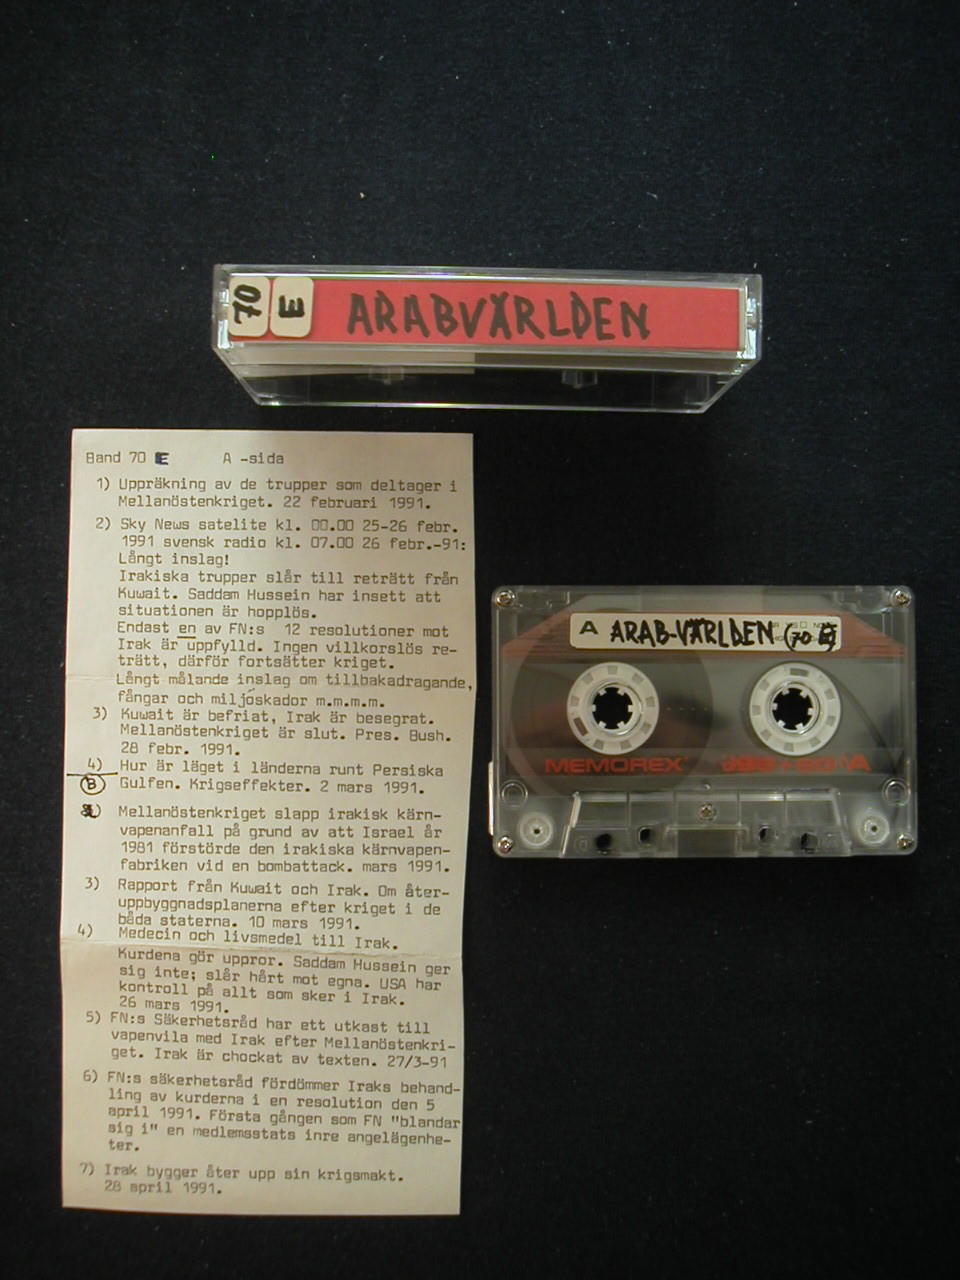 70 E ARABVÄRLDEN
Band 70 E A -sida
1) Uppräkning av de trupper som deltager i
Mellanöstenkriget. 22 februari 1991.
2) Sky News satelite kl. 00.00 25-26 febr.
1991 svensk radio kl. 07.00 26 febr.-91:
Långt inslag!
Irakiska trupper slår till reträtt från
Kuwait. Saddam Hussein har insett att
situationen är hopplös.
Endast en av FN:s 12 resolutioner mot
Irak är uppfylld. Ingen villkorslös re-
trätt, därför fortsätter kriget.
Långt målande inslag om tillbakadragande,
fångar och miljöskador m.m.m.m.
3) Kuwait är befriat, Irak är besegrat.
Mellanöstenkriget är slut. Pres. Bush.
28 febr. 1991.
4) Hur är läget i länderna runt Persiska
B Gulfen. Krigseffekter. 2 mars 1991.
Mellanöstenkriget slapp irakisk kärn-
vapenanfall på grund av att Israel år
1981 förstörde den irakiska kärnvapen-
fabriken vid en bombattack. mars 1991.
3) Rapport från Kuwait och Irak. Om åter-
uppbyggnadsplanerna efter kriget i de
båda staterna. 10 mars 1991.
4) Medecin och livsmedel till Irak.
Kurdena gör uppror. Saddam Hussein ger
sig inte; slår hårt mot egna. USA har
kontroll på allt som sker i Irak.
26 mars 1991.
5) FN:s Säkerhetsråd har ett utkast till
vapenvila med Irak efter Mellanöstenkri-
get. Irak är chockat av texten. 27/3-91
6) FN:s säkerhetsråd fördömmer Iraks behand-
ling av kurderna i en resolution den 5
april 1991. Första gången som FN "blandar
sig i" en medlemsstats inre angelägenhe-
ter.
7) Irak bygger åter upp sin krigsmakt.
28 april 1991.
A ARAB-VÄRLDEN (70 E)
MEMOREX